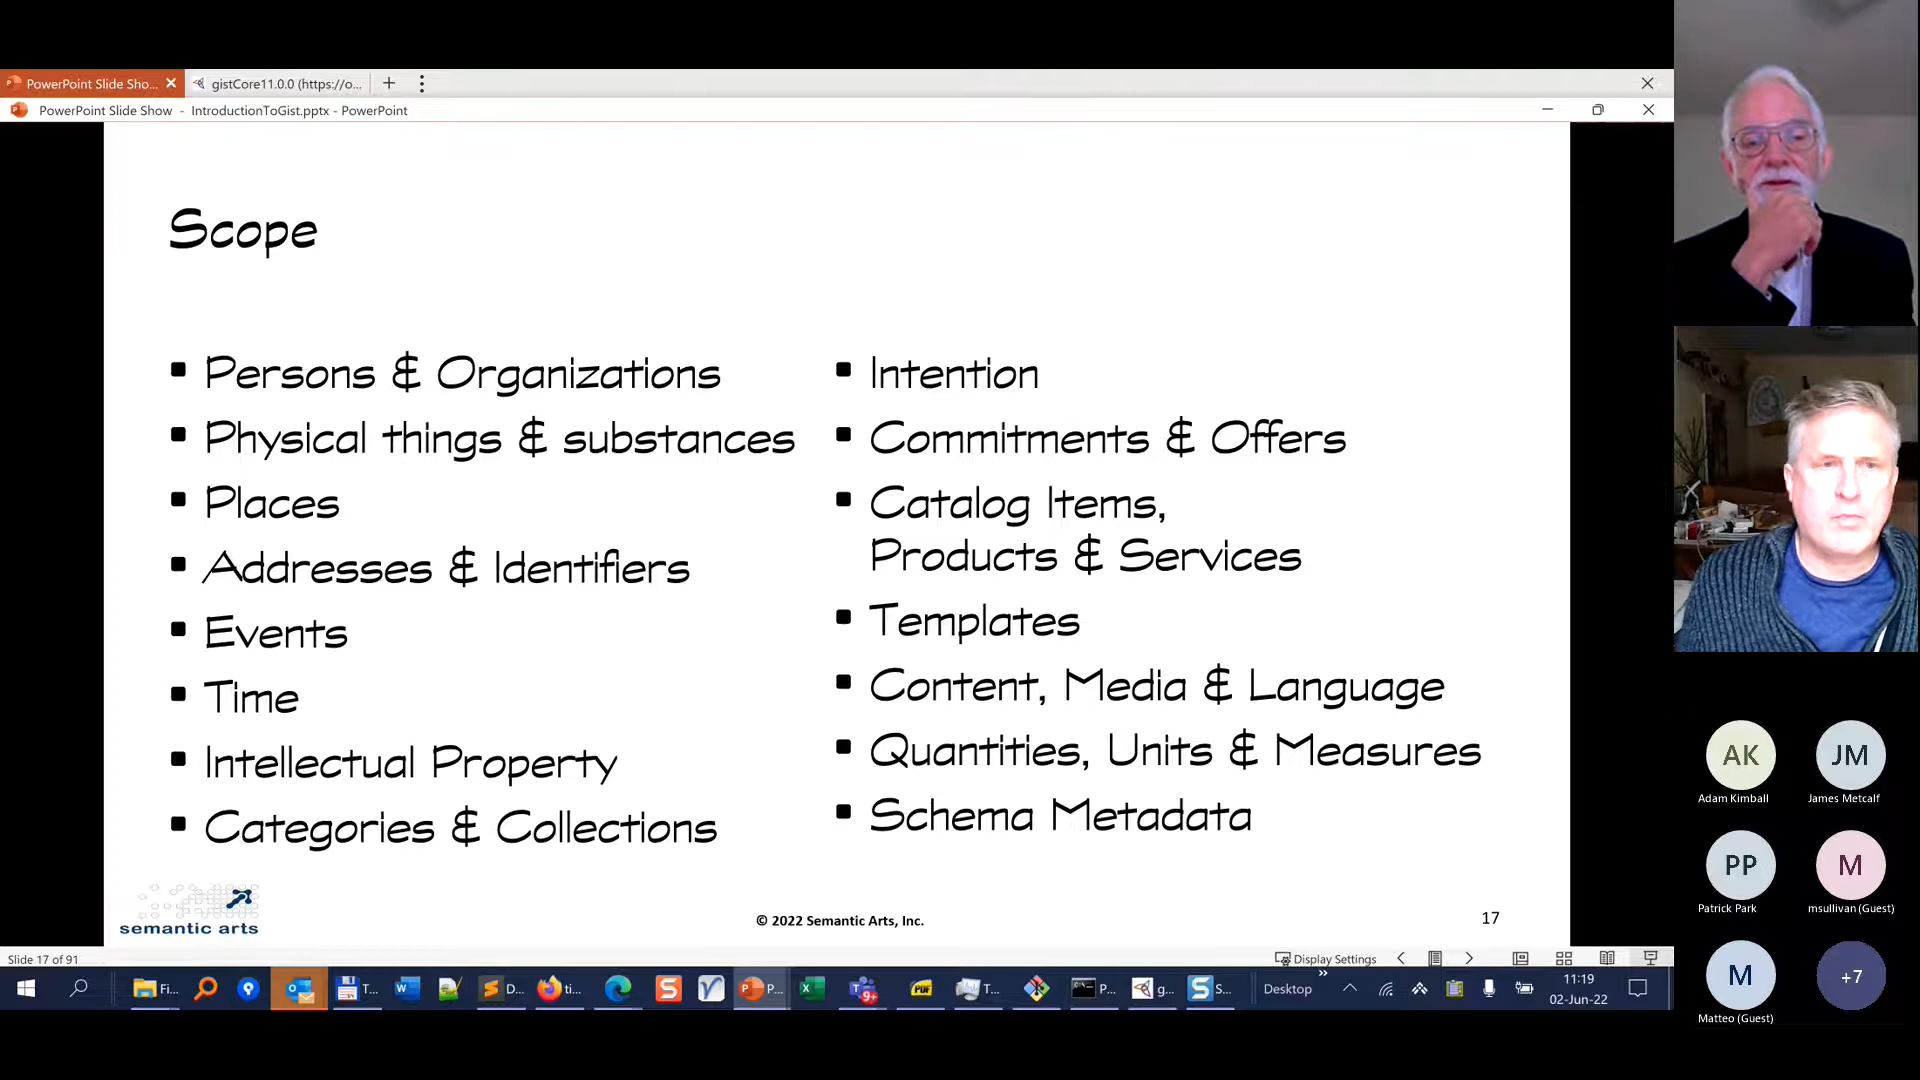 PowerPoint Slide Sho...
gistCore11.0.0 (https://o...
PowerPoint Slide Show - IntroductionToGist.pptx - PowerPoint
Scope
Persons & Organizations
Physical things & substances
Places
Addresses & Identifiers
Events
Time
Intellectual Property
Categories & Collections
Intention
Commitments & Offers
Catalog Items,
Products & Services
Templates
Content, Media & Language
Quantities, Units & Measures
Schema Metadata
semantic arts
© 2022 Semantic Arts, Inc.
17
Slide 17 of 91
Display Settings
Fi...
T...
D...
ti...
P...
9+
PDF
T...
P...
g...
S...
Desktop
11:19
02-Jun-22
AK
Adam Kimball
JM
James Metcalf
PP
Patrick Park
M
msullivan (Guest)
M
Matteo (Guest)
+7